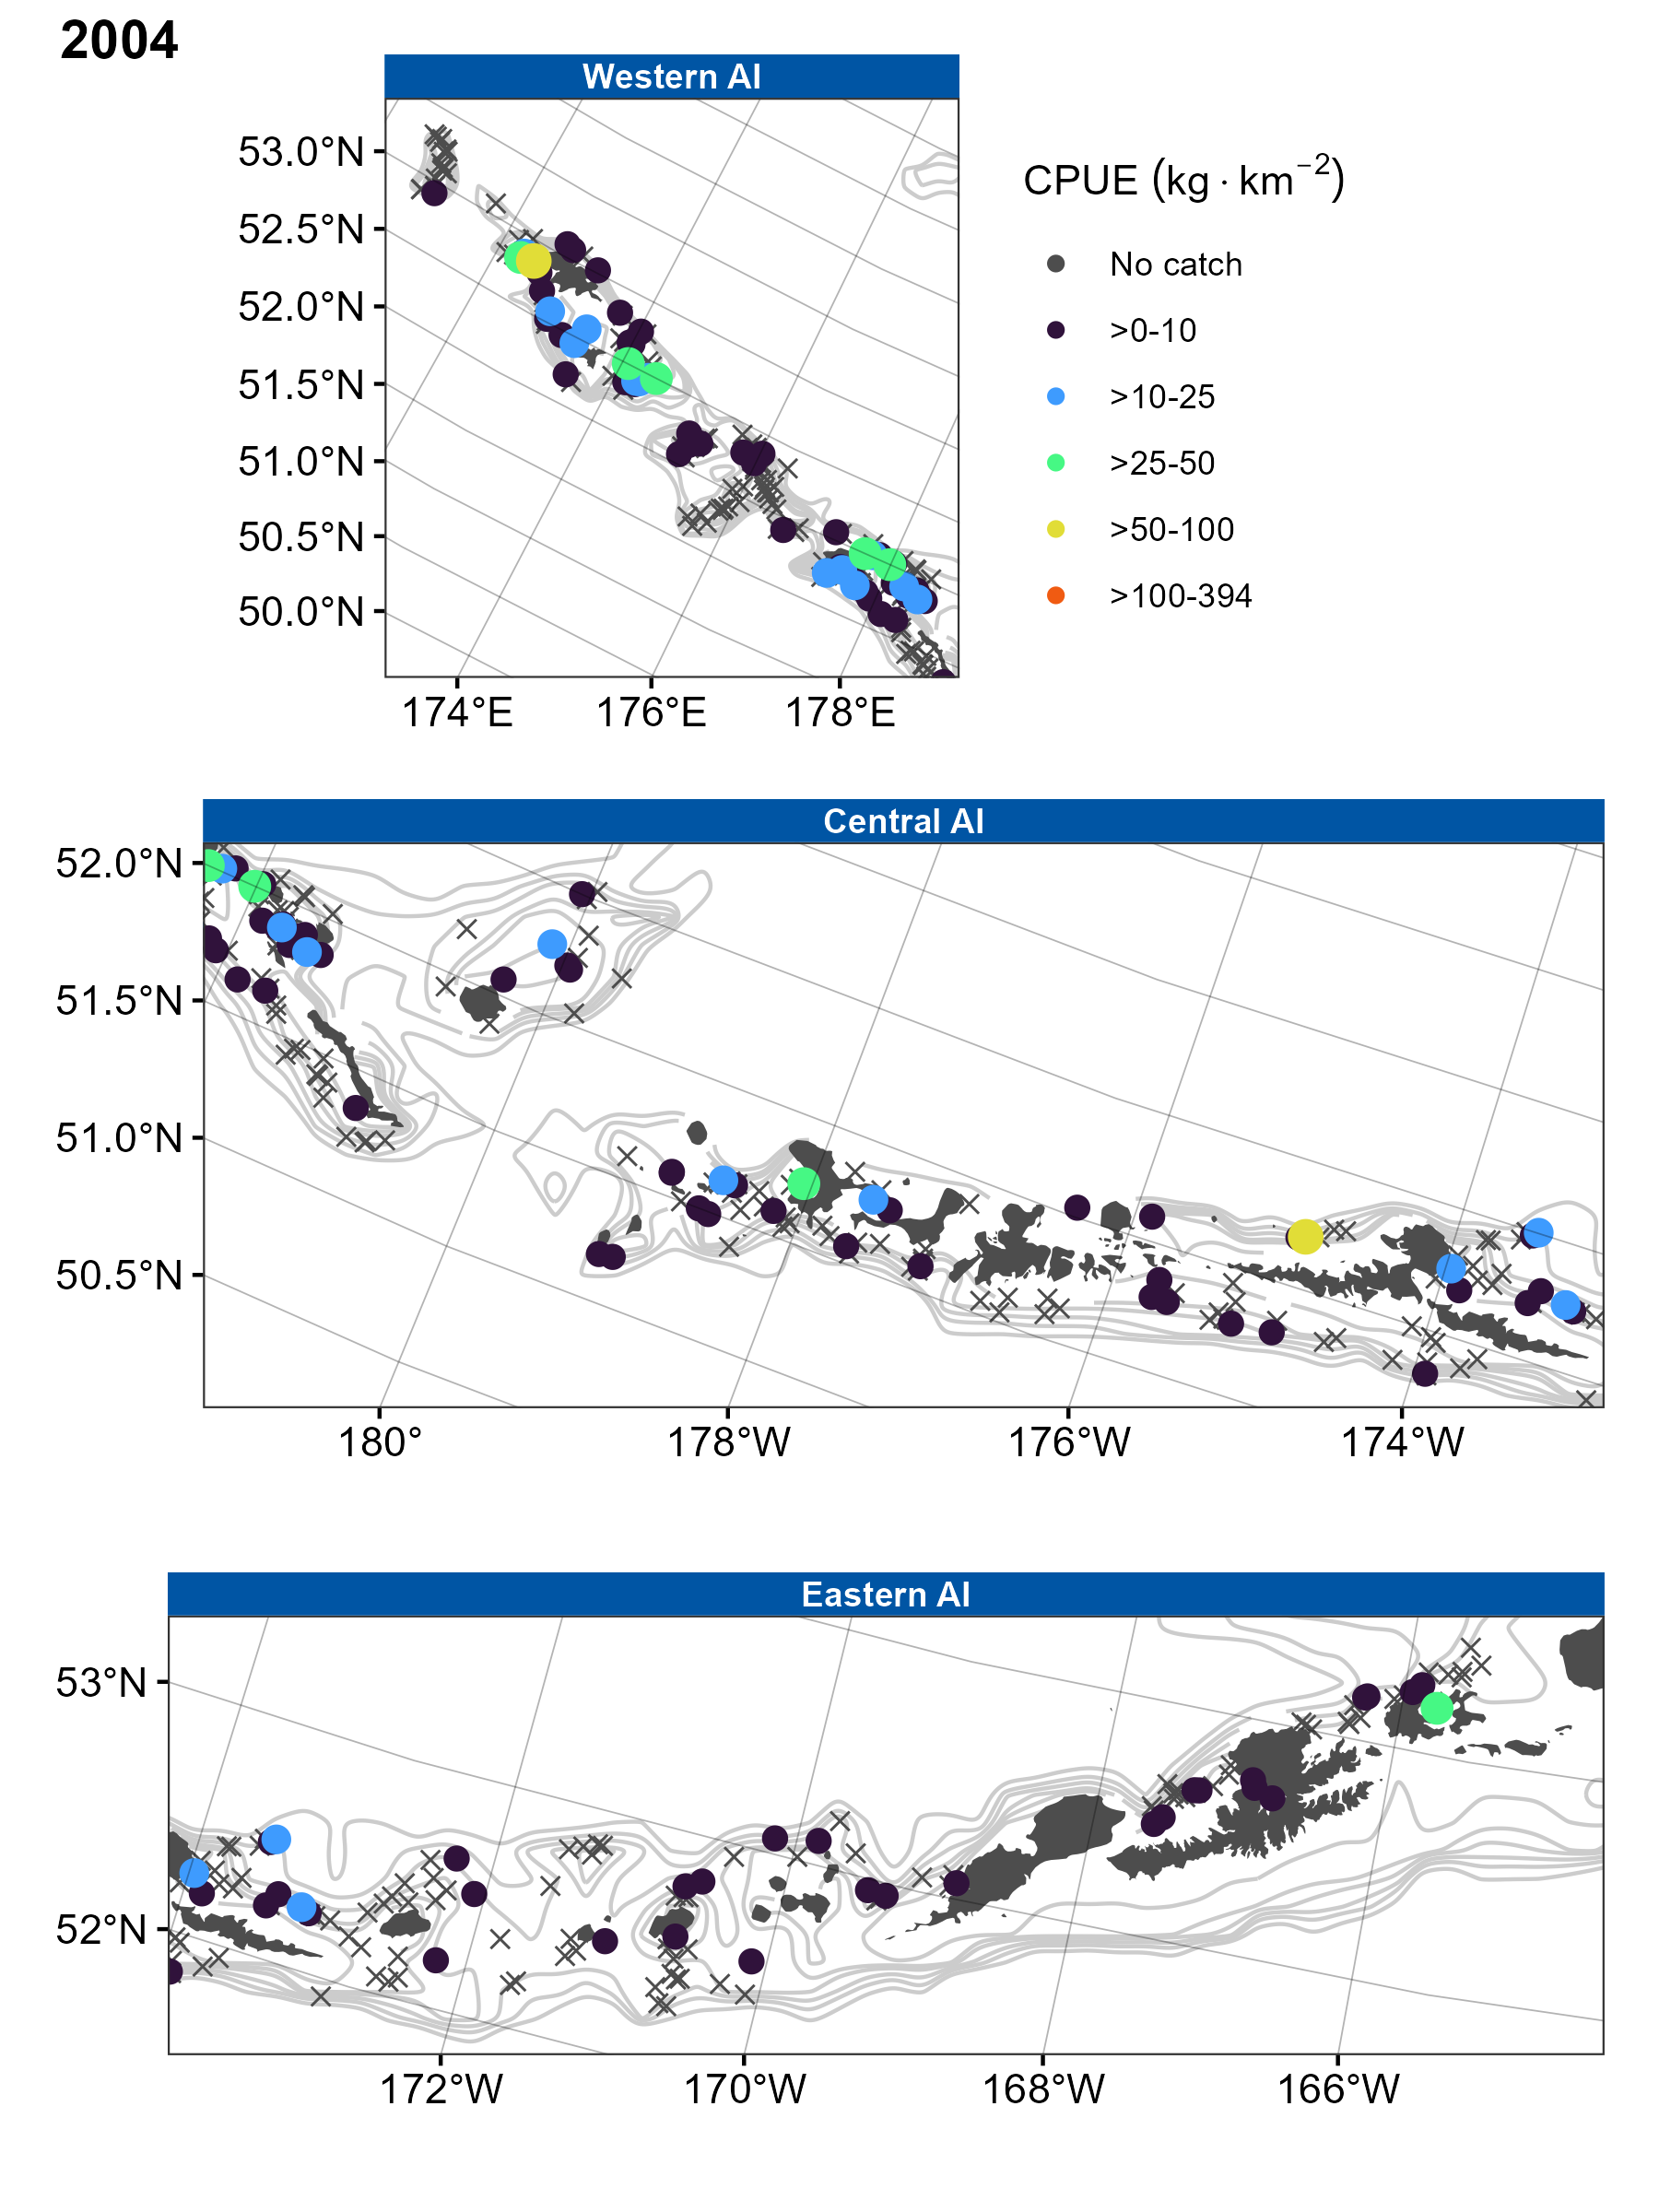 2004
Western AI
53.0°N
52.5°N
52.0°N
51.5°N
51.0°N
50.5°N
50.0°N
174°E 176°E 178°E
CPUE (kg · km⁻²)
No catch
>0-10
>10-25
>25-50
>50-100
>100-394
Central AI
52.0°N
51.5°N
51.0°N
50.5°N
180° 178°W 176°W 174°W
Eastern AI
53°N
52°N
172°W 170°W 168°W 166°W